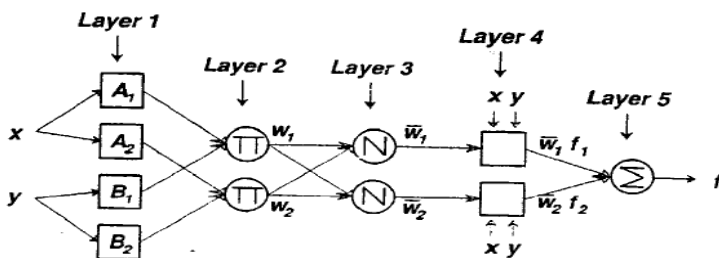 Layer 1
Layer 4
Layer 2
Layer 3
x y
Layer 5
A₁
x
A₂
Π
w₁
N
w̅₁
w̅₁ f₁
y
B₁
B₂
Π
w₂
N
w̅₂
w̅₂ f₂
Σ
f
x y